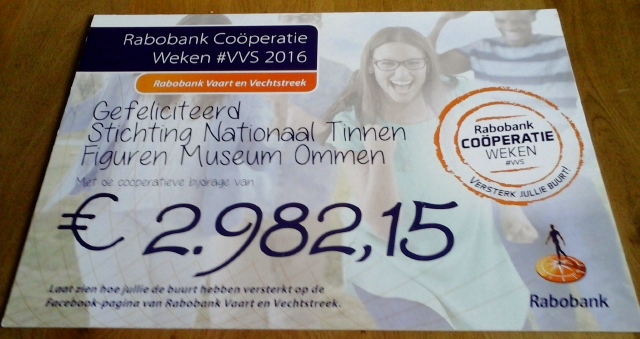 Rabobank Coöperatie
Weken #VVS 2016
Rabobank Vaart en Vechtstreek
Gefeliciteerd
Stichting Nationaal Tinnen
Figuren Museum Ommen
Met de coöperatieve bijdrage van
€ 2.982,15
Rabobank
COÖPERATIE
WEKEN
#VVS
VERSTERK JULLIE BUURT!
Laat zien hoe jullie de buurt hebben versterkt op de
Facebook-pagina van Rabobank Vaart en Vechtstreek.
Rabobank